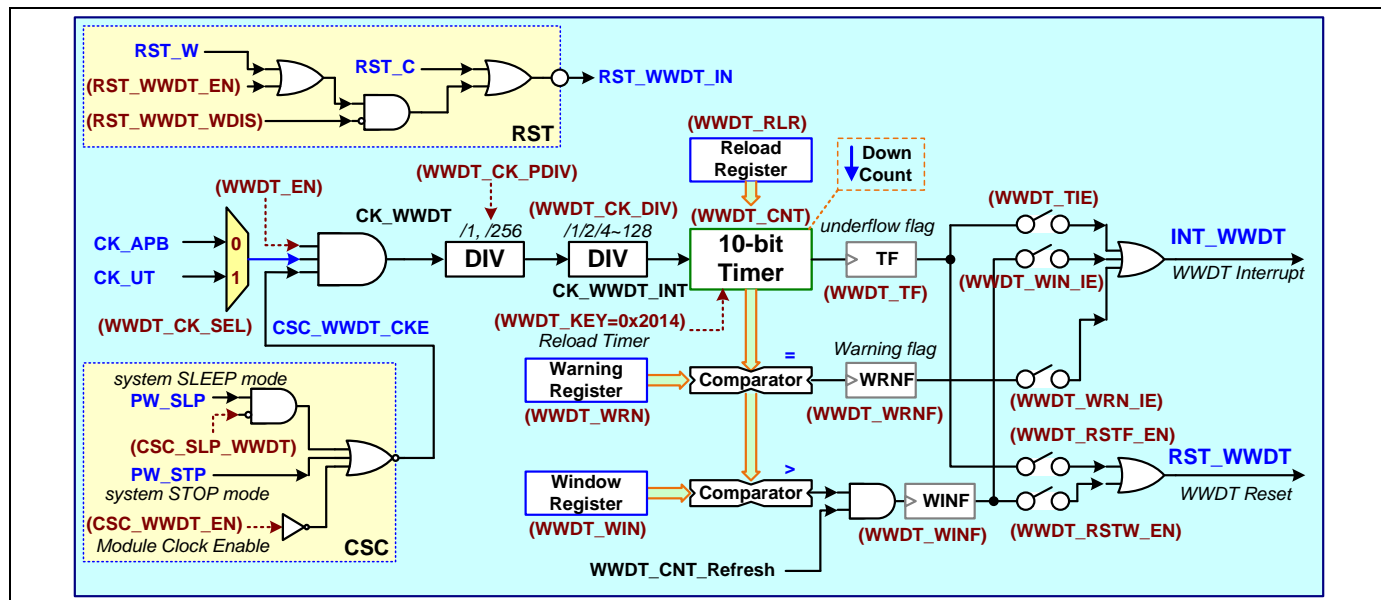 RST_W
(RST_WWDT_EN)
(RST_WWDT_WDIS)
RST_C
RST_WWDT_IN
RST
(WWDT_RLR)
Reload
Register
Down
Count
(WWDT_EN)
(WWDT_CK_PDIV)
CK_WWDT
/1, /256
DIV
(WWDT_CK_DIV)
/1/2/4~128
DIV
CK_WWDT_INT
(WWDT_CNT)
10-bit
Timer
underflow flag
TF
(WWDT_TF)
(WWDT_TIE)
(WWDT_WIN_IE)
INT_WWDT
WWDT Interrupt
CK_APB
0
CK_UT
1
(WWDT_CK_SEL)
CSC_WWDT_CKE
(WWDT_KEY=0x2014)
Reload Timer
Warning
Register
(WWDT_WRN)
=
Comparator
Warning flag
WRNF
(WWDT_WRNF)
(WWDT_WRN_IE)
system SLEEP mode
PW_SLP
(CSC_SLP_WWDT)
PW_STP
system STOP mode
(CSC_WWDT_EN)
Module Clock Enable
CSC
Window
Register
(WWDT_WIN)
>
Comparator
WINF
(WWDT_WINF)
WWDT_CNT_Refresh
(WWDT_RSTF_EN)
RST_WWDT
WWDT Reset
(WWDT_RSTW_EN)